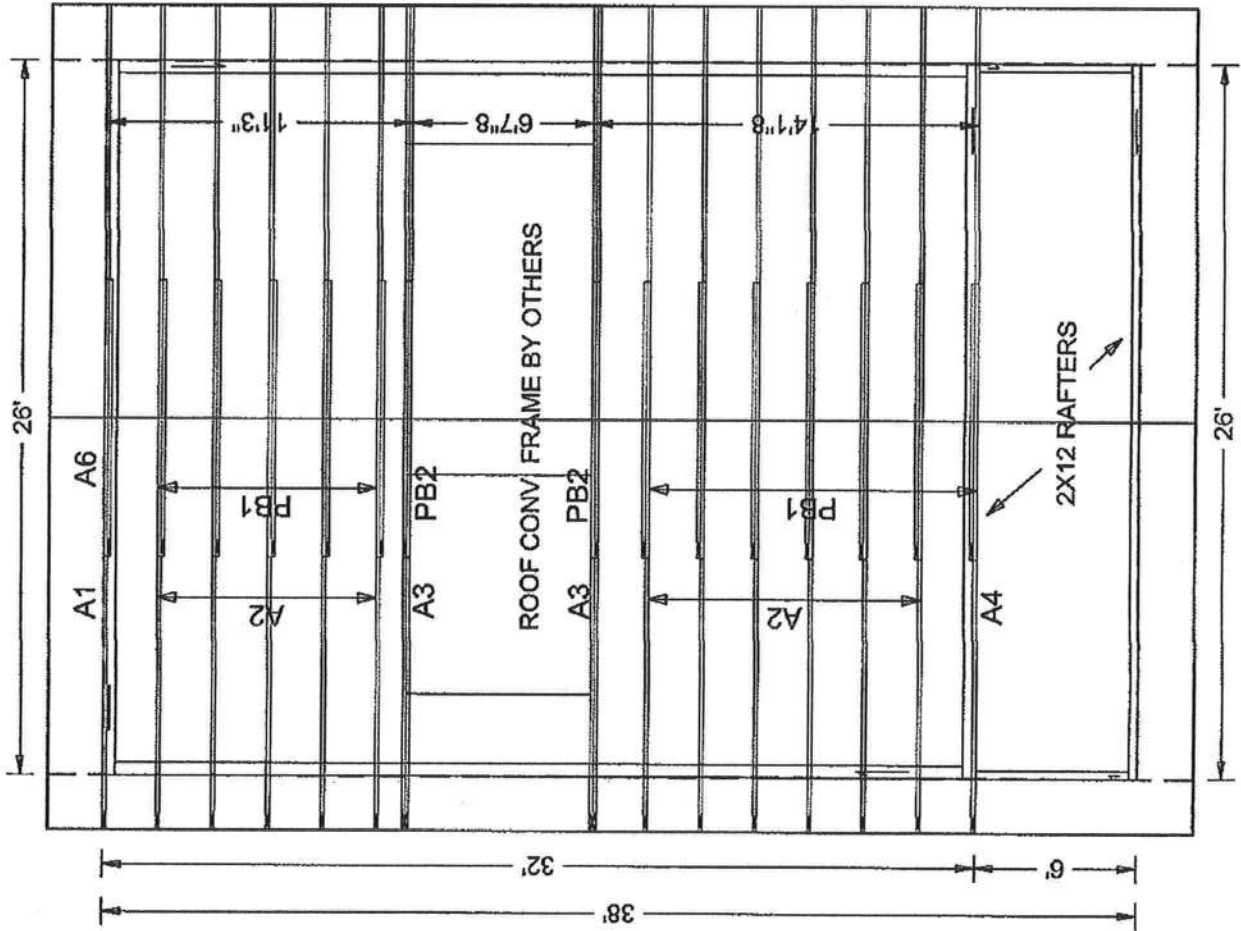 26'
11'3"
6'7"8
14'1"8
A1 A6
PB1
A2
A3 PB2
ROOF CONV. FRAME BY OTHERS
A3 PB2
PB1
A2
A4
2X12 RAFTERS
32'
6'
38'
26'